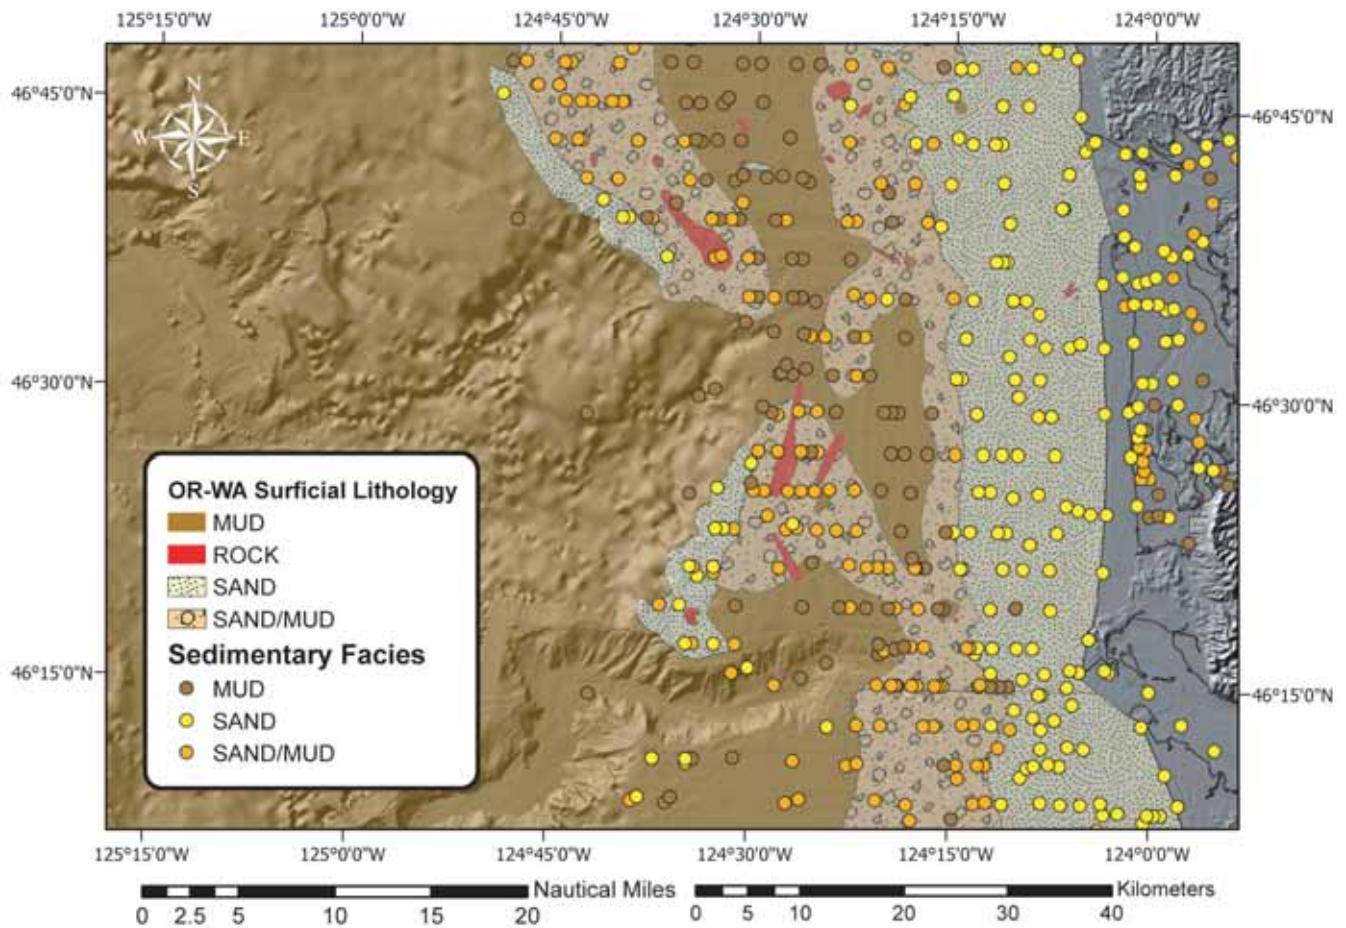 125°15'0"W 125°0'0"W 124°45'0"W 124°30'0"W 124°15'0"W 124°0'0"W
N
46°45'0"N
W E
46°45'0"N
S
46°30'0"N
46°30'0"N
OR-WA Surficial Lithology
MUD
ROCK
SAND
SAND/MUD
Sedimentary Facies
MUD
SAND
SAND/MUD
46°15'0"N
46°15'0"N
125°15'0"W 125°0'0"W 124°45'0"W 124°30'0"W 124°15'0"W 124°0'0"W
Nautical Miles Kilometers
0 2.5 5 10 15 20 0 5 10 20 30 40